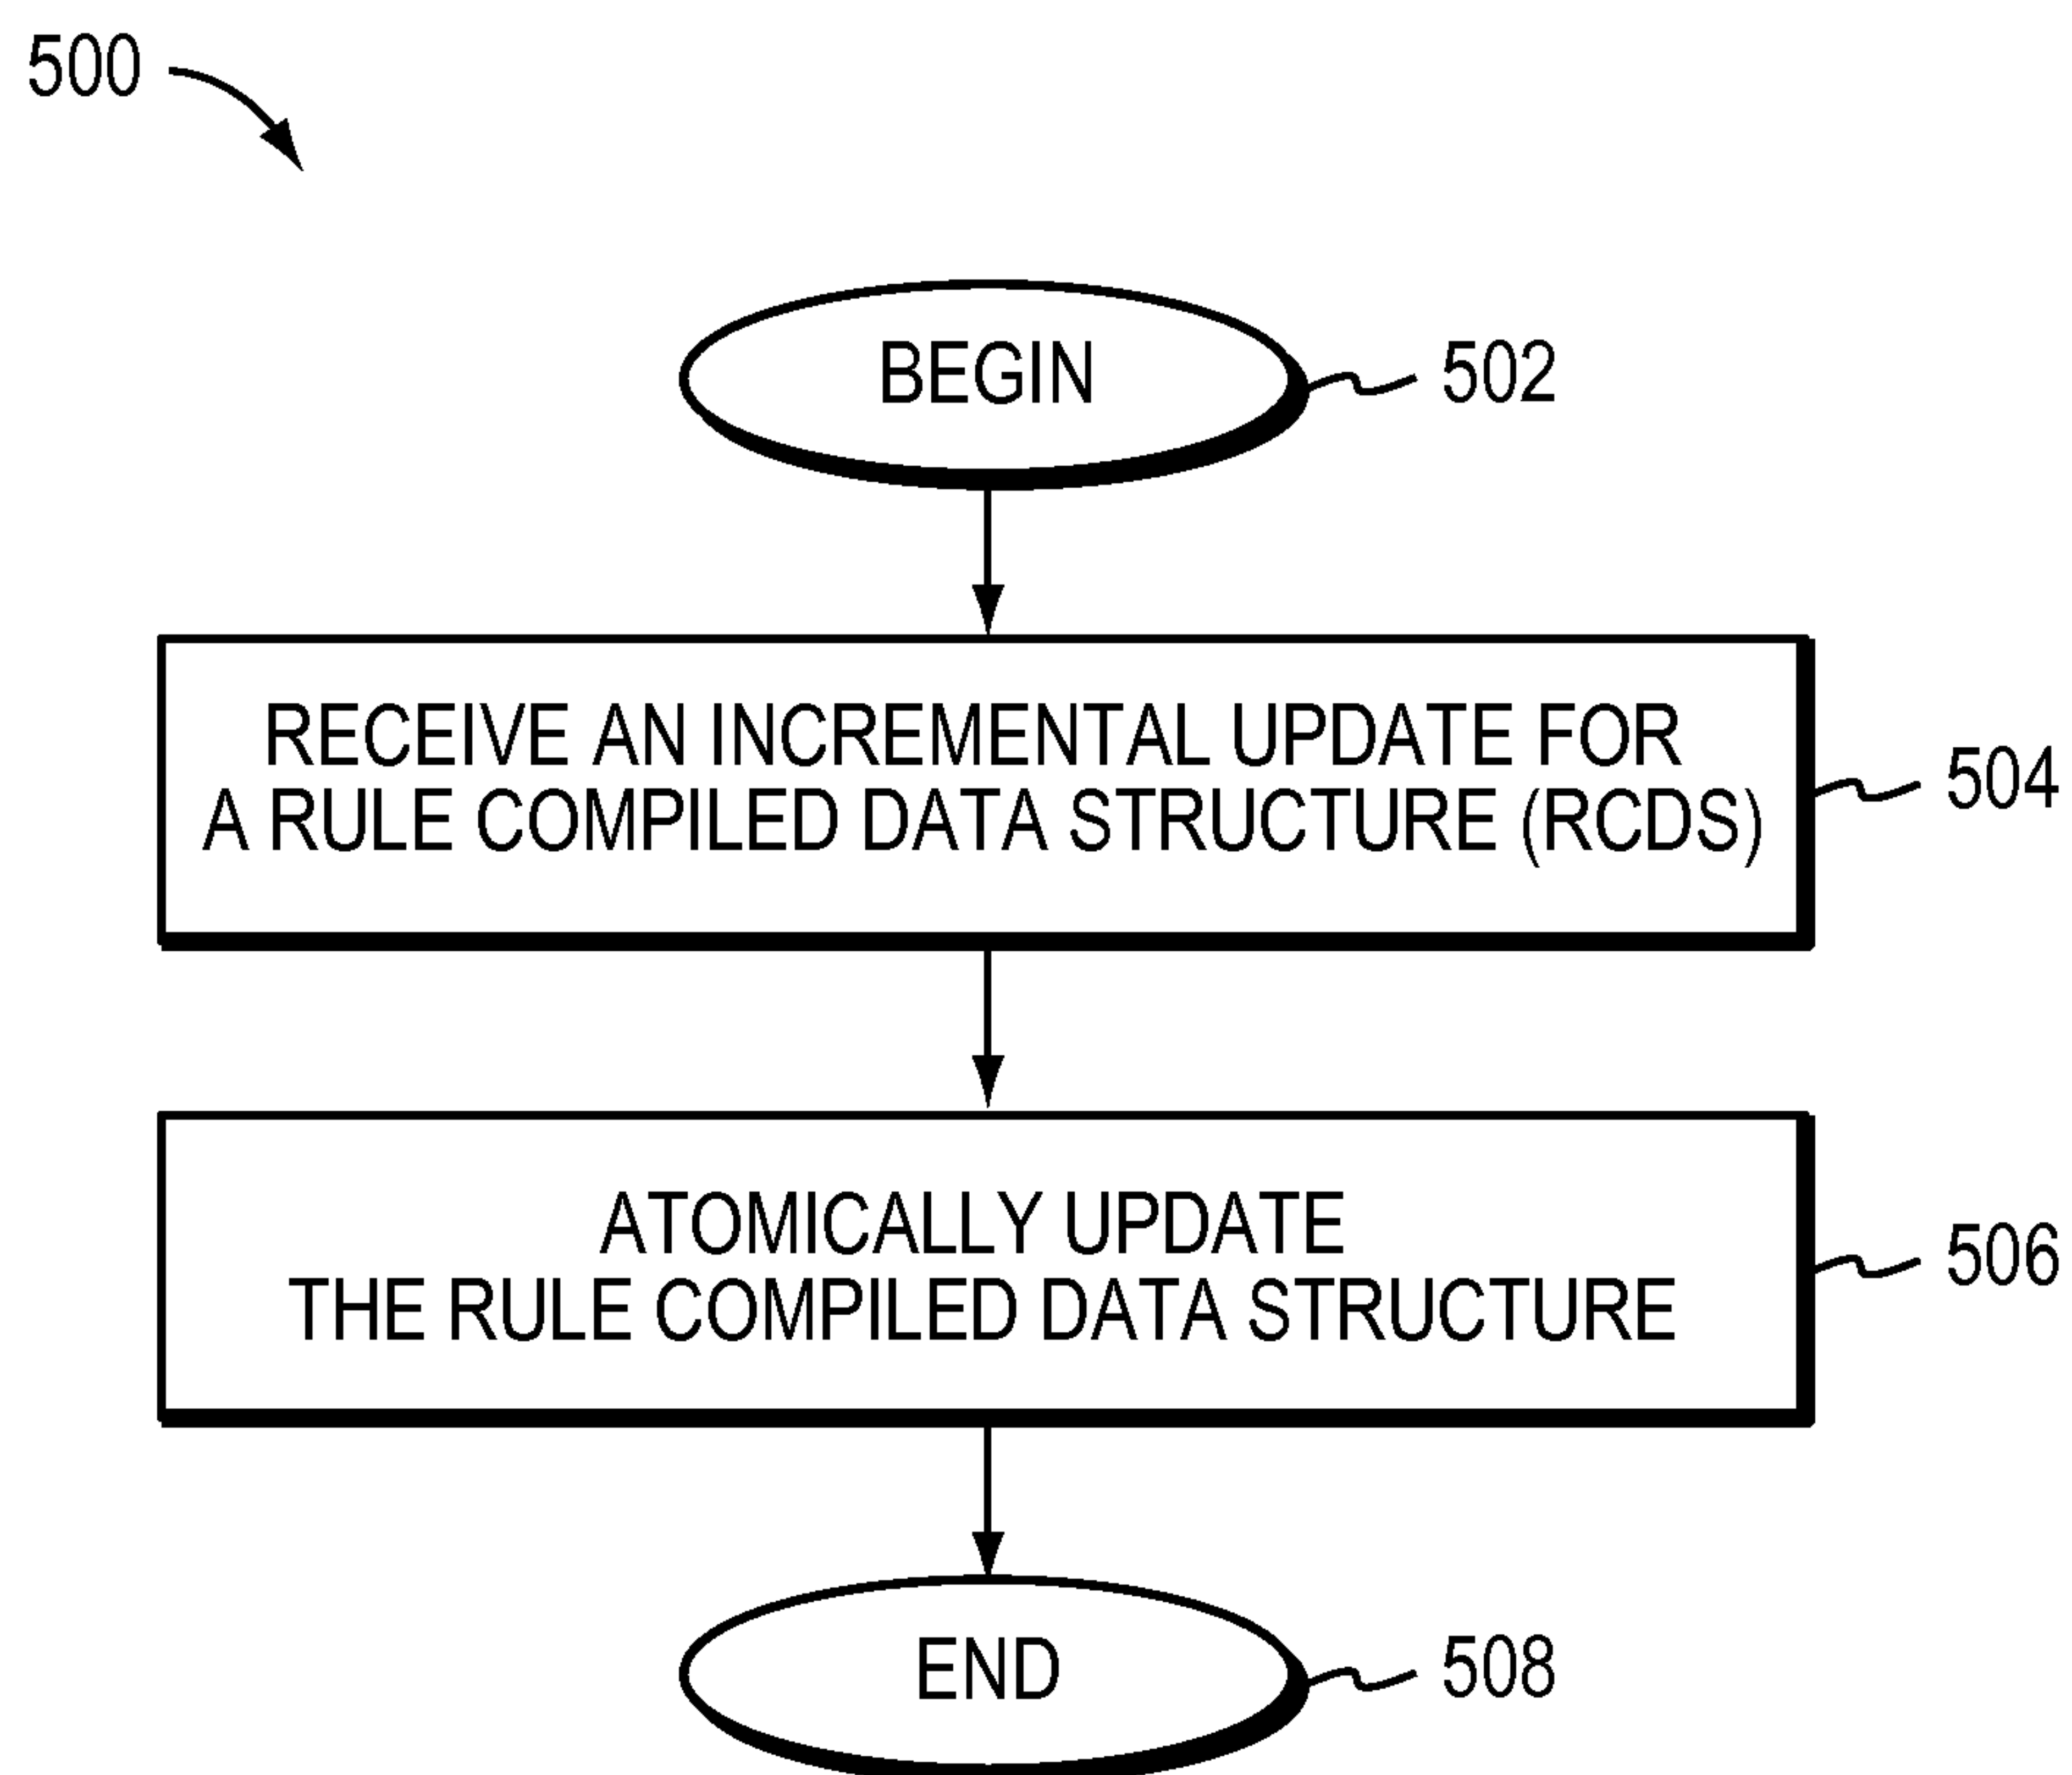 500
BEGIN
502
RECEIVE AN INCREMENTAL UPDATE FOR
A RULE COMPILED DATA STRUCTURE (RCDS)
504
ATOMICALLY UPDATE
THE RULE COMPILED DATA STRUCTURE
506
END
508